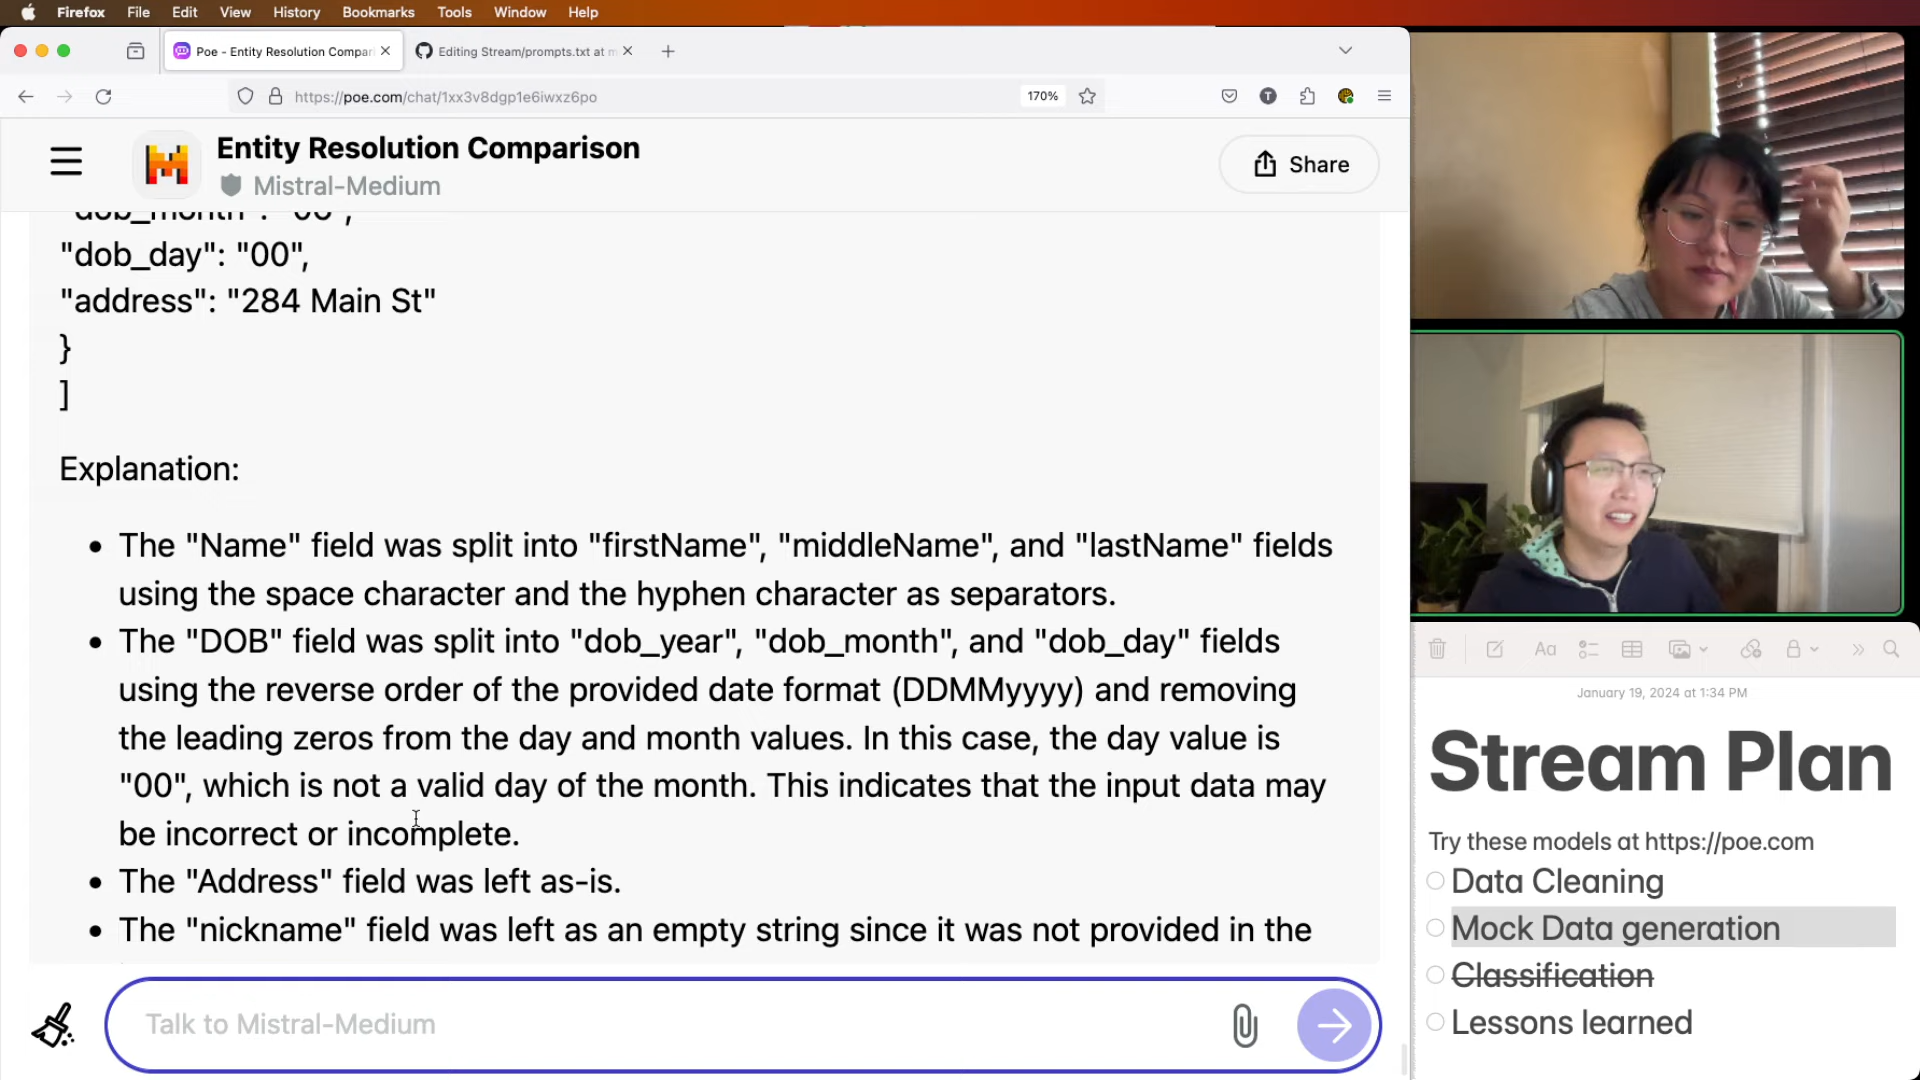 Firefox File Edit View History Bookmarks Tools Window Help
Poe - Entity Resolution Compar
Editing Stream/prompts.txt at m
https://poe.com/chat/1xx3v8dgp1e6iwxz6po
170%
T
Entity Resolution Comparison
Mistral-Medium
Share
"dob_month": "00",
"dob_day": "00",
"address": "284 Main St"
}
]
Explanation:
• The "Name" field was split into "firstName", "middleName", and "lastName" fields
using the space character and the hyphen character as separators.
• The "DOB" field was split into "dob_year", "dob_month", and "dob_day" fields
using the reverse order of the provided date format (DDMMyyyy) and removing
the leading zeros from the day and month values. In this case, the day value is
"00", which is not a valid day of the month. This indicates that the input data may
be incorrect or incomplete.
• The "Address" field was left as-is.
• The "nickname" field was left as an empty string since it was not provided in the
Talk to Mistral-Medium
Aa
January 19, 2024 at 1:34 PM
Stream Plan
Try these models at https://poe.com
Data Cleaning
Mock Data generation
Classification
Lessons learned